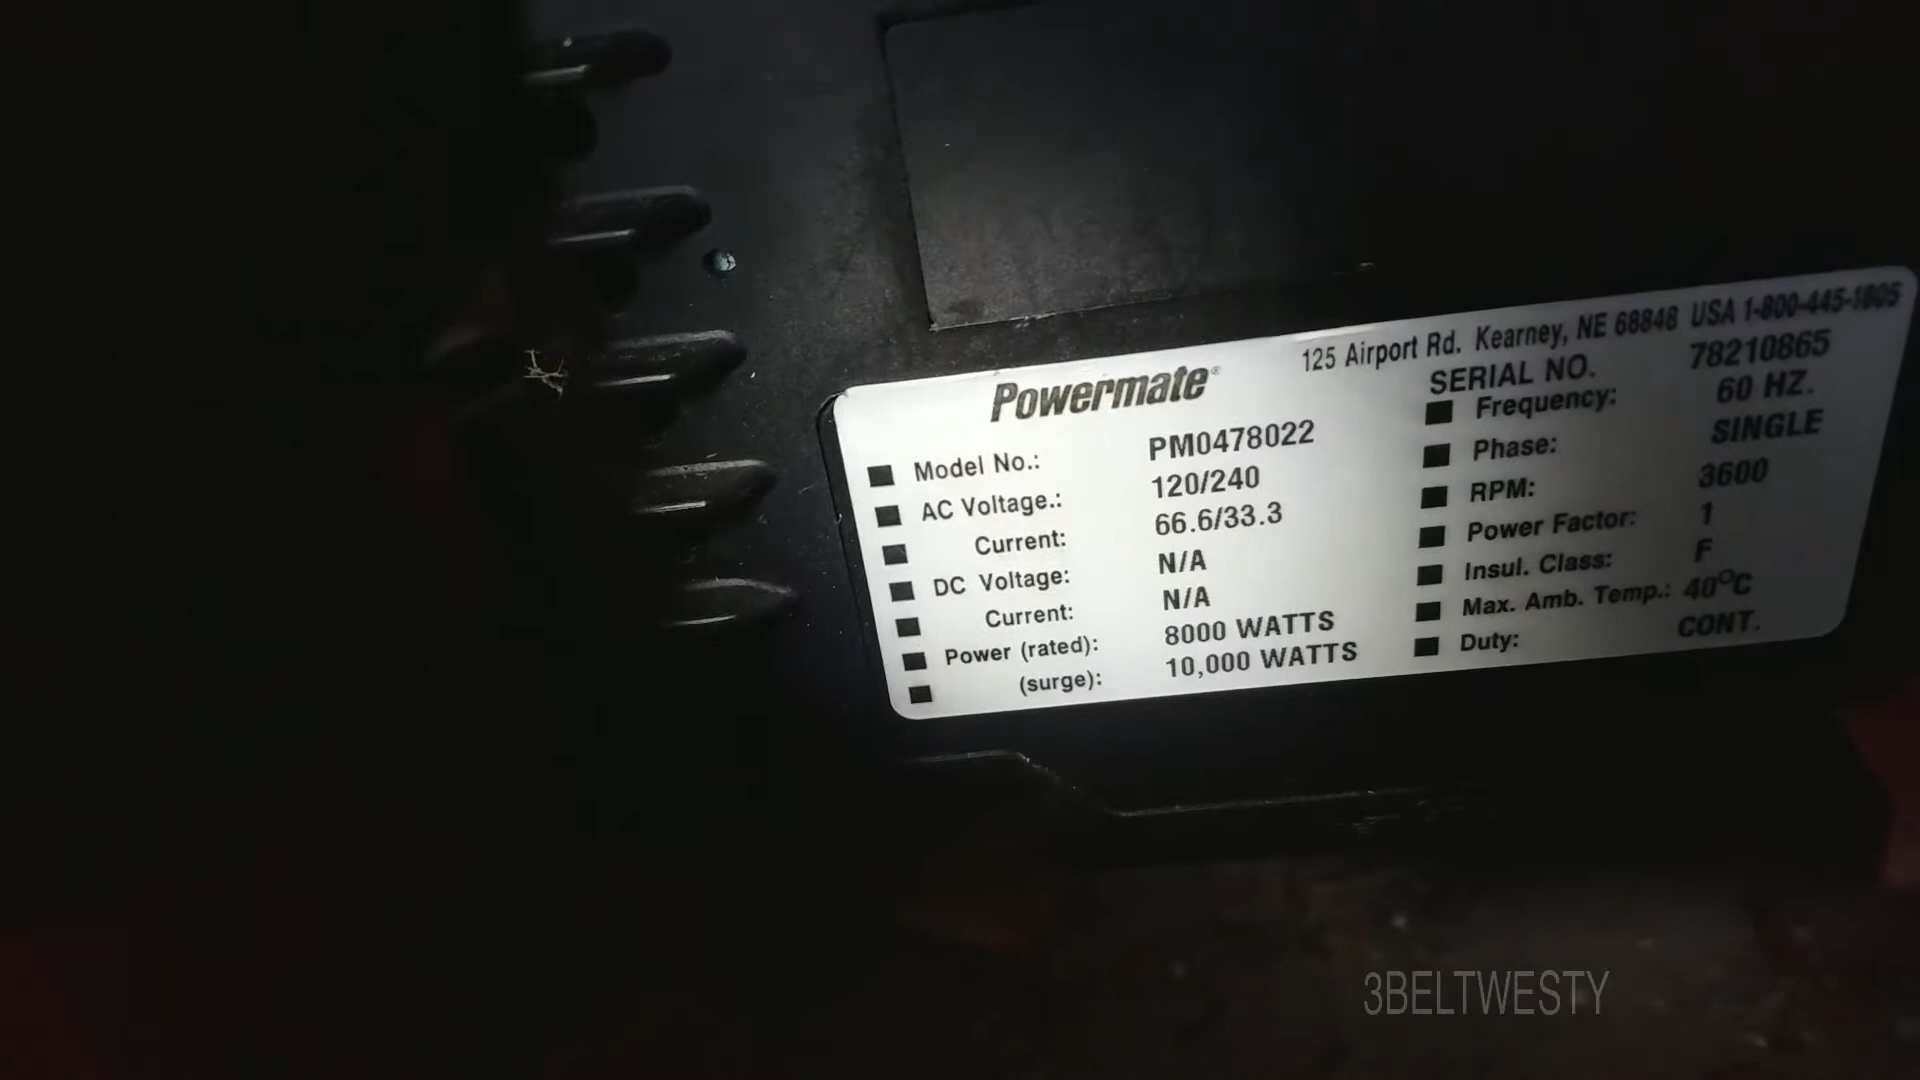 Powermate® 125 Airport Rd. Kearney, NE 68848 USA 1-800-445-1805
SERIAL NO. 78210865
Model No.: PM0478022
AC Voltage.: 120/240
Current: 66.6/33.3
DC Voltage: N/A
Current: N/A
Power (rated): 8000 WATTS
(surge): 10,000 WATTS
Frequency: 60 HZ.
Phase: SINGLE
RPM: 3600
Power Factor: 1
Insul. Class: F
Max. Amb. Temp.: 40°C
Duty: CONT.
3BELTWESTY